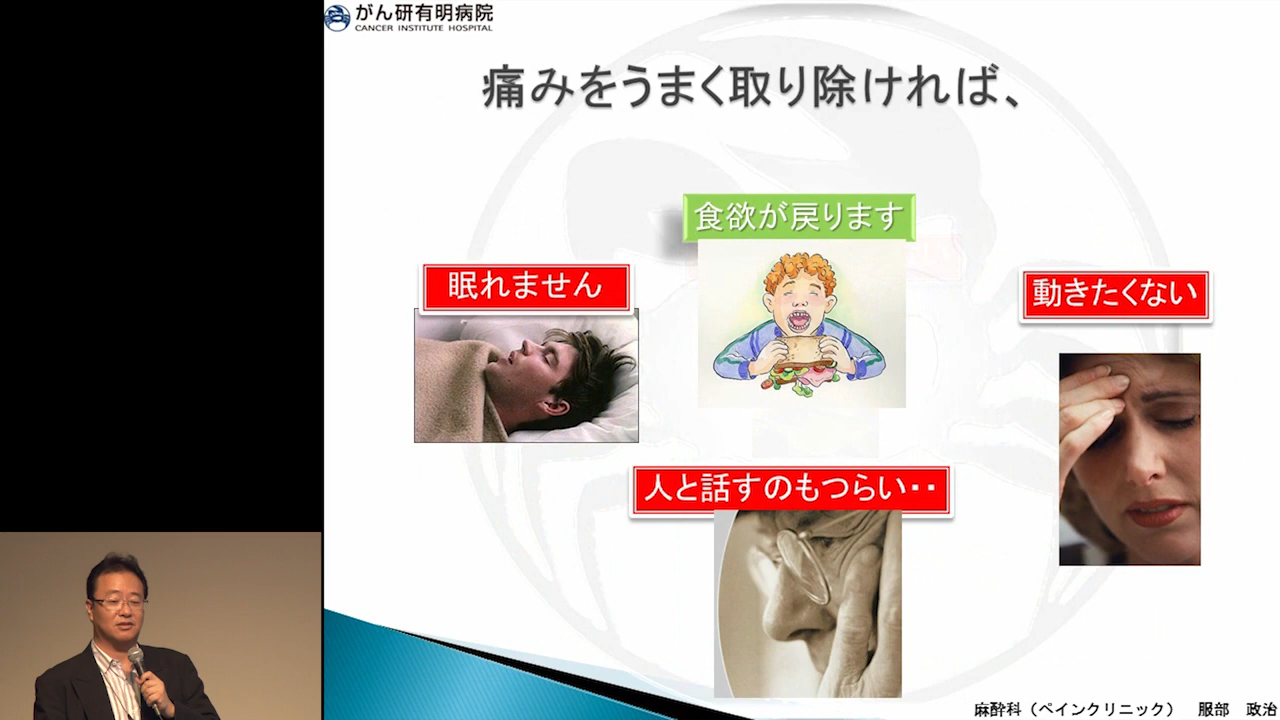 がん研有明病院
CANCER INSTITUTE HOSPITAL
痛みをうまく取り除ければ、
食欲が戻ります
眠れません
動きたくない
人と話すのもつらい・・
麻酔科（ペインクリニック）　服部　政治